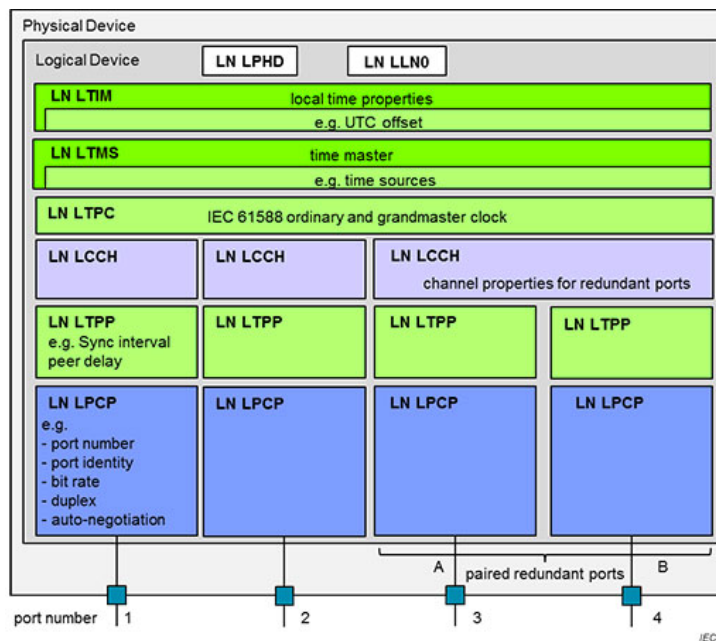 Physical Device
Logical Device
LN LPHD
LN LLN0
LN LTIM
local time properties
e.g. UTC offset
LN LTMS
time master
e.g. time sources
LN LTPC
IEC 61588 ordinary and grandmaster clock
LN LCCH
LN LCCH
LN LCCH
channel properties for redundant ports
LN LTPP
e.g. Sync interval
peer delay
LN LTPP
LN LTPP
LN LTPP
LN LPCP
e.g.
- port number
- port identity
- bit rate
- duplex
- auto-negotiation
LN LPCP
LN LPCP
LN LPCP
A
B
paired redundant ports
port number
1
2
3
4
IEC